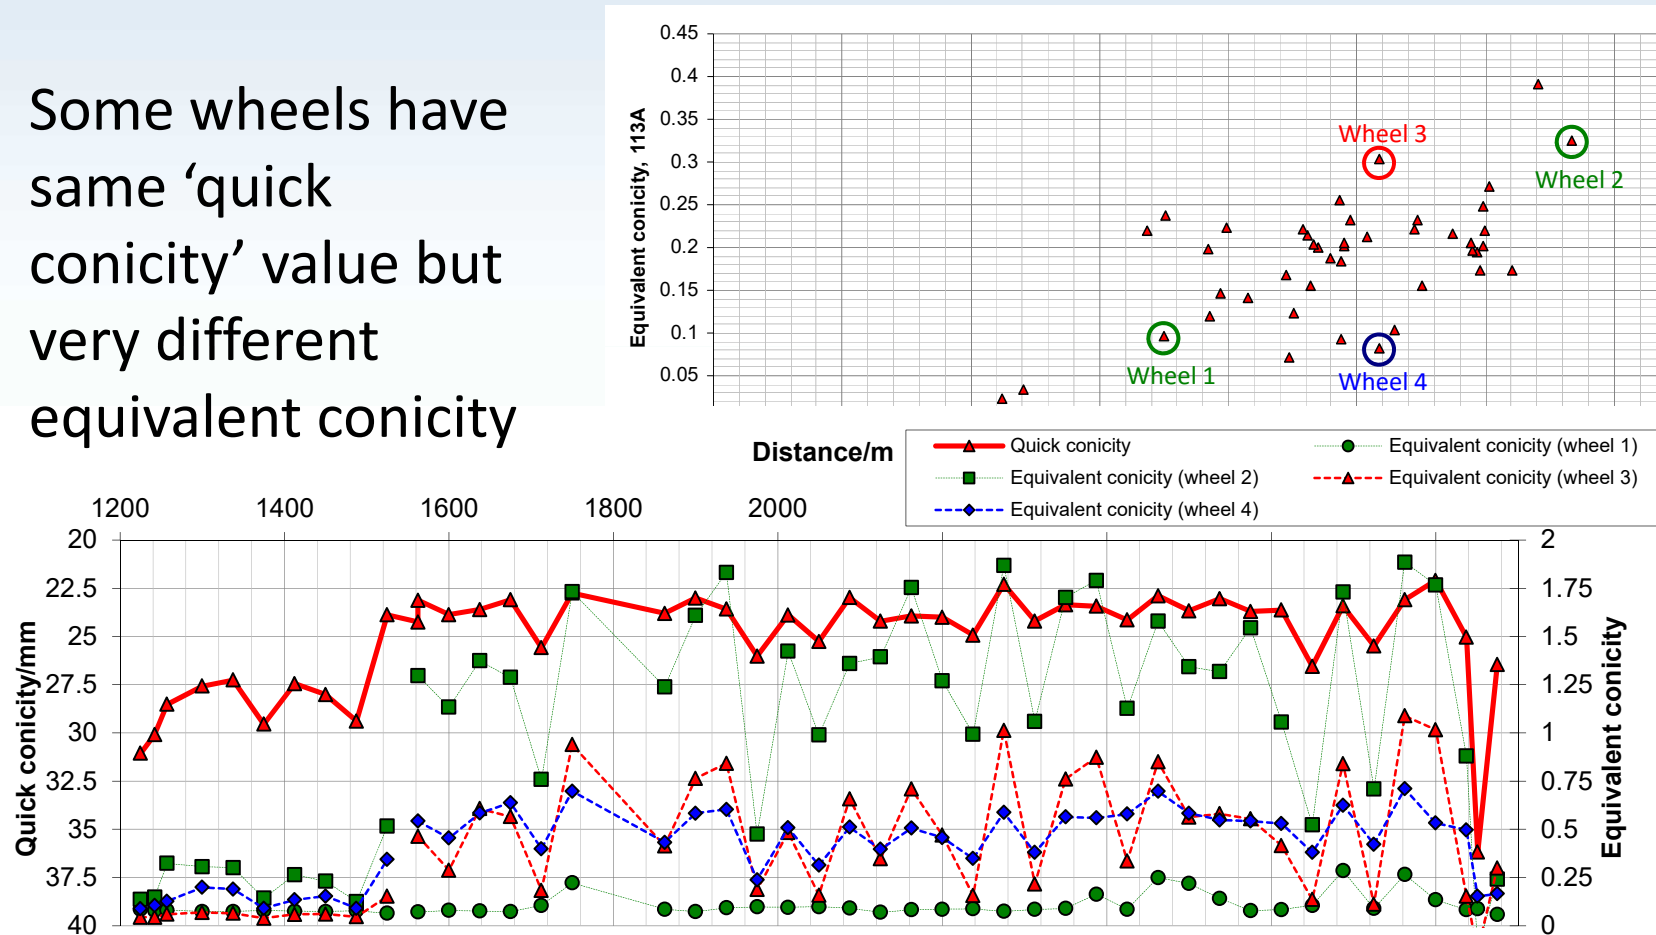 Some wheels have
same ‘quick
conicity’ value but
very different
equivalent conicity
Equivalent conicity, 113A
0.45
0.4
0.35
0.3
0.25
0.2
0.15
0.1
0.05
Wheel 3
Wheel 2
Wheel 1
Wheel 4
Distance/m
Quick conicity
Equivalent conicity (wheel 1)
Equivalent conicity (wheel 2)
Equivalent conicity (wheel 3)
Equivalent conicity (wheel 4)
1200 1400 1600 1800 2000
Quick conicity/mm
20
22.5
25
27.5
30
32.5
35
37.5
40
2
1.75
1.5
1.25
1
0.75
0.5
0.25
0
Equivalent conicity